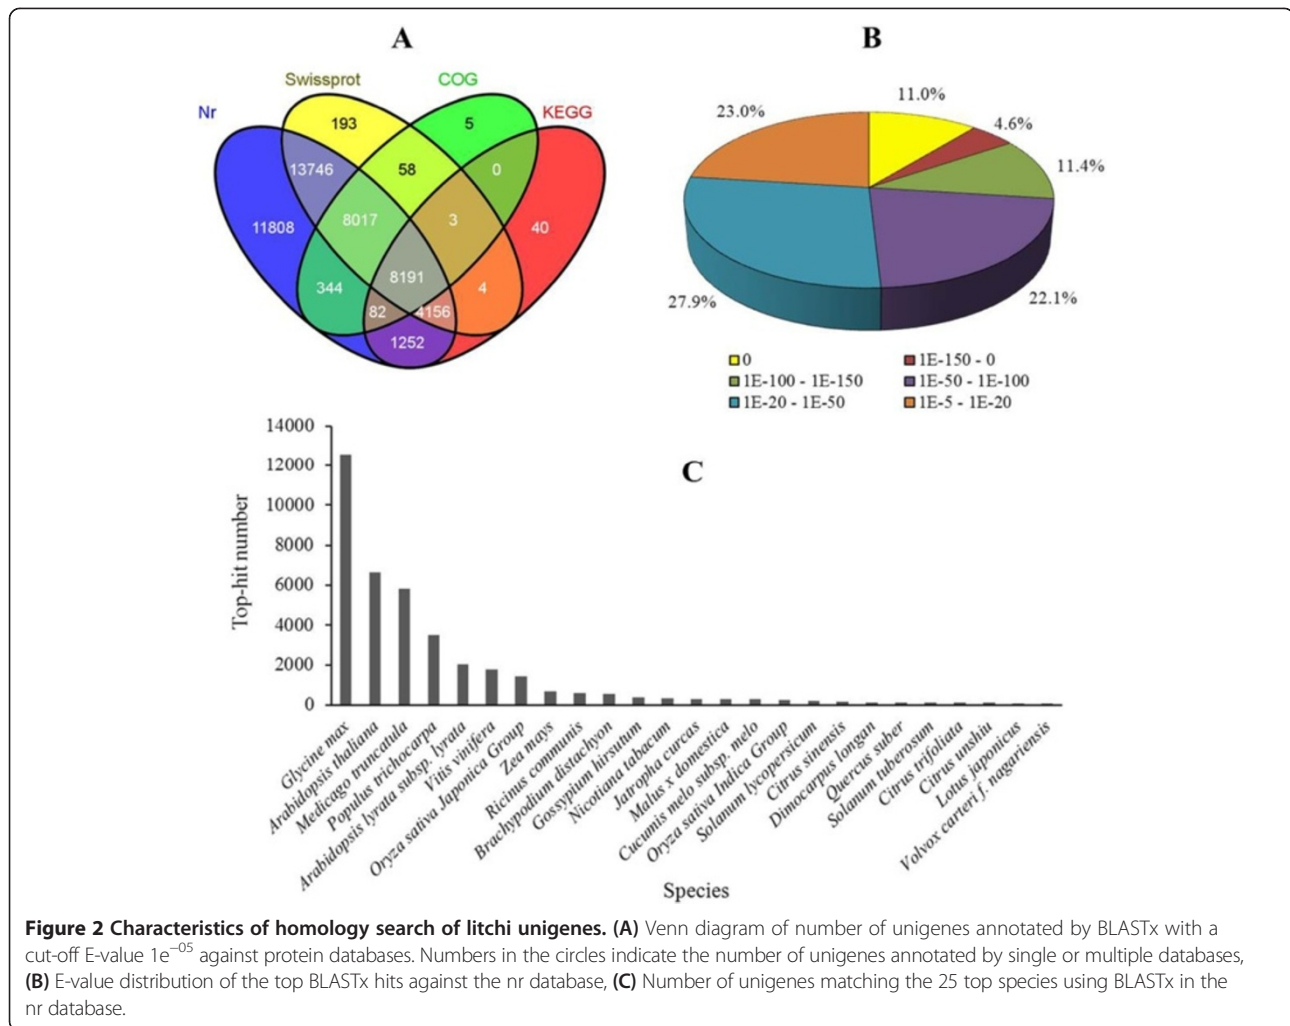 A
B
Swissprot
COG
Nr
KEGG
193
5
13746
58
0
11808
8017
3
40
8191
344
4
82
4156
1252
11.0%
23.0%
4.6%
11.4%
27.9%
22.1%
0
1E-150 - 0
1E-100 - 1E-150
1E-50 - 1E-100
1E-20 - 1E-50
1E-5 - 1E-20
C
Top-hit number
14000
12000
10000
8000
6000
4000
2000
0
Glycine max
Arabidopsis thaliana
Medicago truncatula
Populus trichocarpa
Arabidopsis lyrata subsp. lyrata
Vitis vinifera
Oryza sativa Japonica Group
Zea mays
Ricinus communis
Brachypodium distachyon
Gossypium hirsutum
Nicotiana tabacum
Jatropha curcas
Malus x domestica
Cucumis melo subsp. melo
Oryza sativa Indica Group
Solanum lycopersicum
Citrus sinensis
Dimocarpus longan
Quercus suber
Solanum tuberosum
Citrus trifoliata
Citrus unshiu
Lotus japonicus
Volvox carteri f. nagariensis
Species
Figure 2 Characteristics of homology search of litchi unigenes. (A) Venn diagram of number of unigenes annotated by BLASTx with a
cut-off E-value 1e⁻⁰⁵ against protein databases. Numbers in the circles indicate the number of unigenes annotated by single or multiple databases,
(B) E-value distribution of the top BLASTx hits against the nr database, (C) Number of unigenes matching the 25 top species using BLASTx in the
nr database.